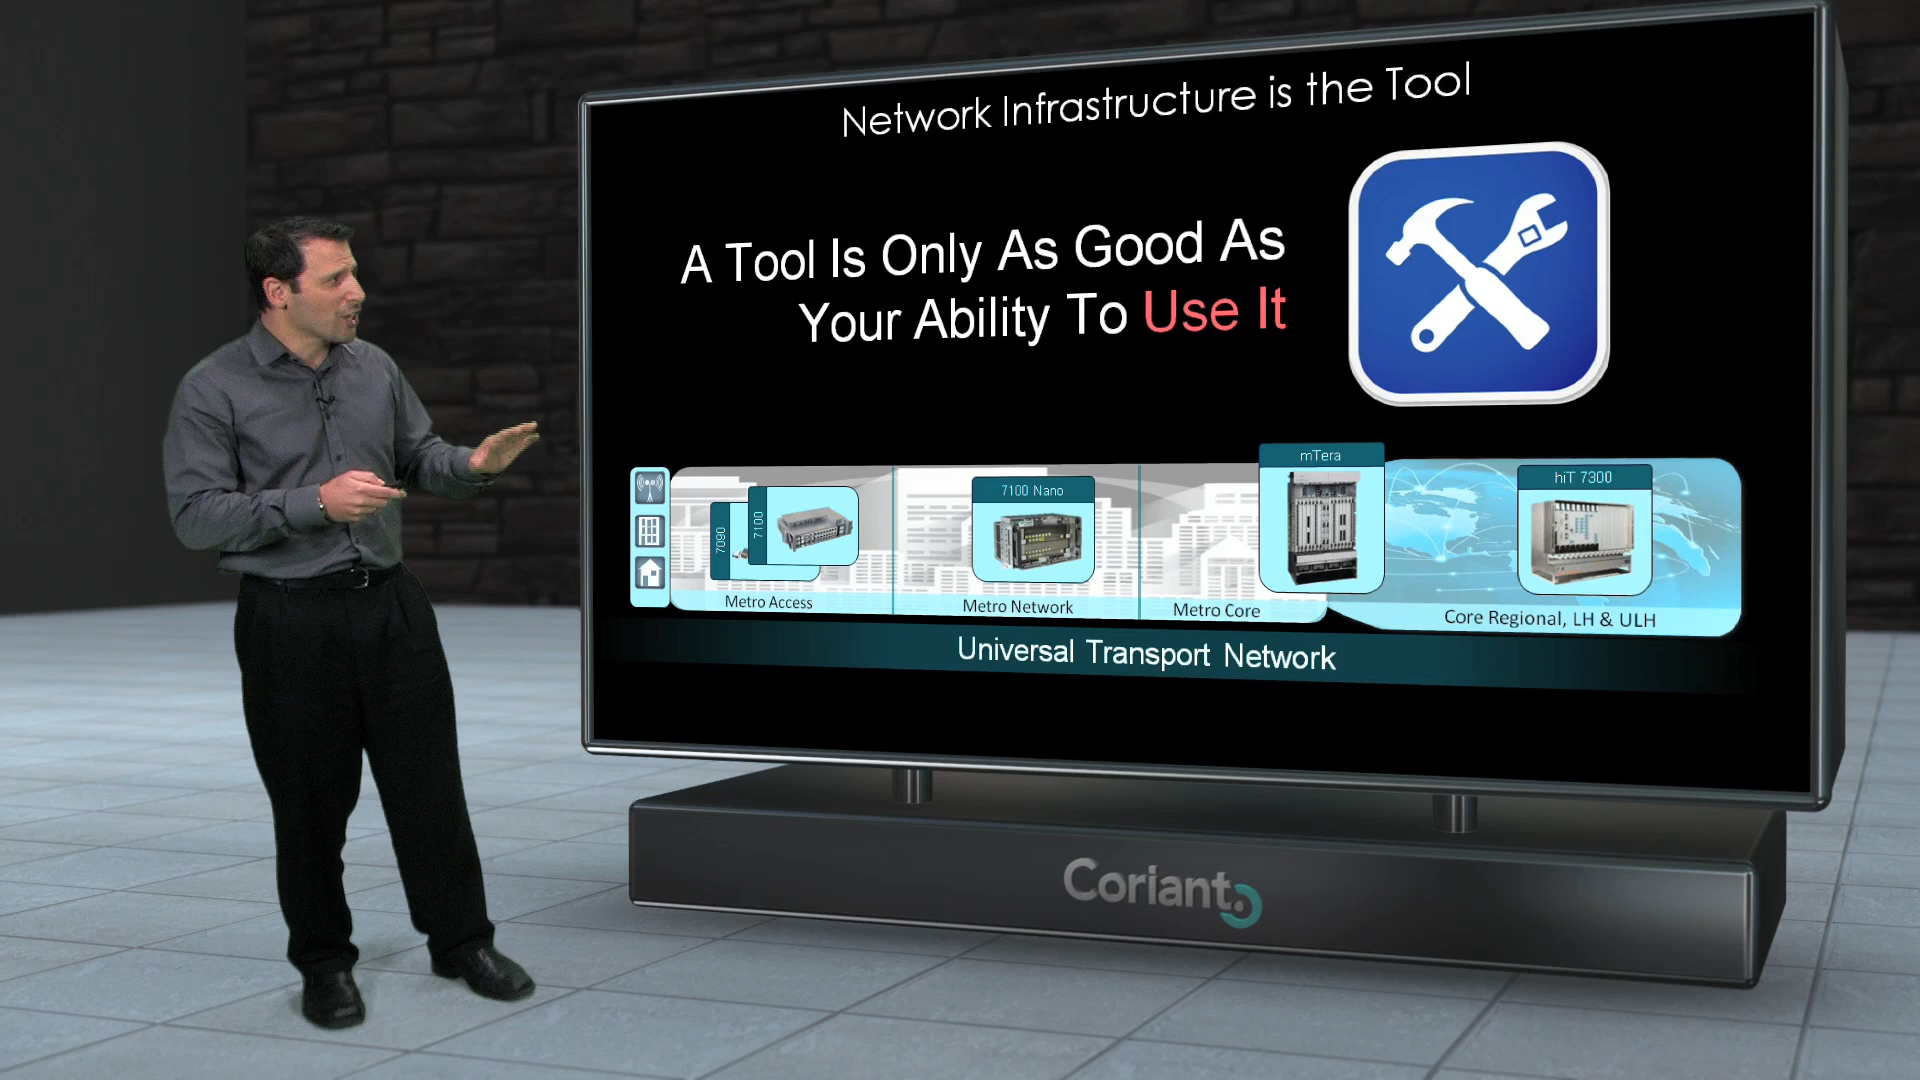 Network Infrastructure is the Tool
A Tool Is Only As Good As
Your Ability To Use It
mTera
hiT 7300
7100 Nano
7090
7100
Metro Access
Metro Network
Metro Core
Core Regional, LH & ULH
Universal Transport Network
Coriant